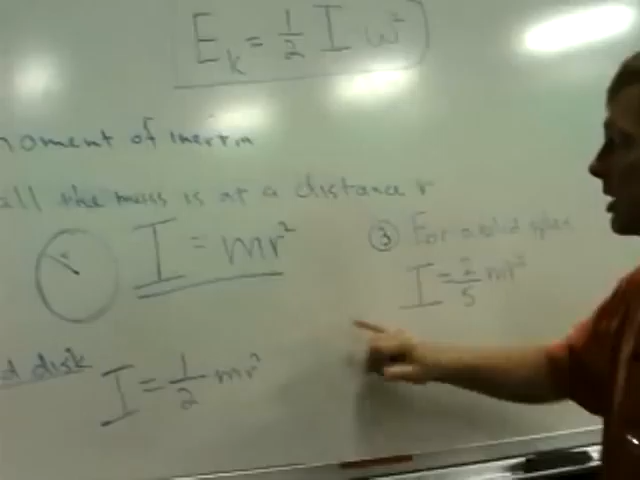 E_k = 1/2 I ω²
moment of inertia
all the mass is at a distance r
I = mr²
③ For a solid sphere
I = 2/5 mr²
d disk
I = 1/2 mr²